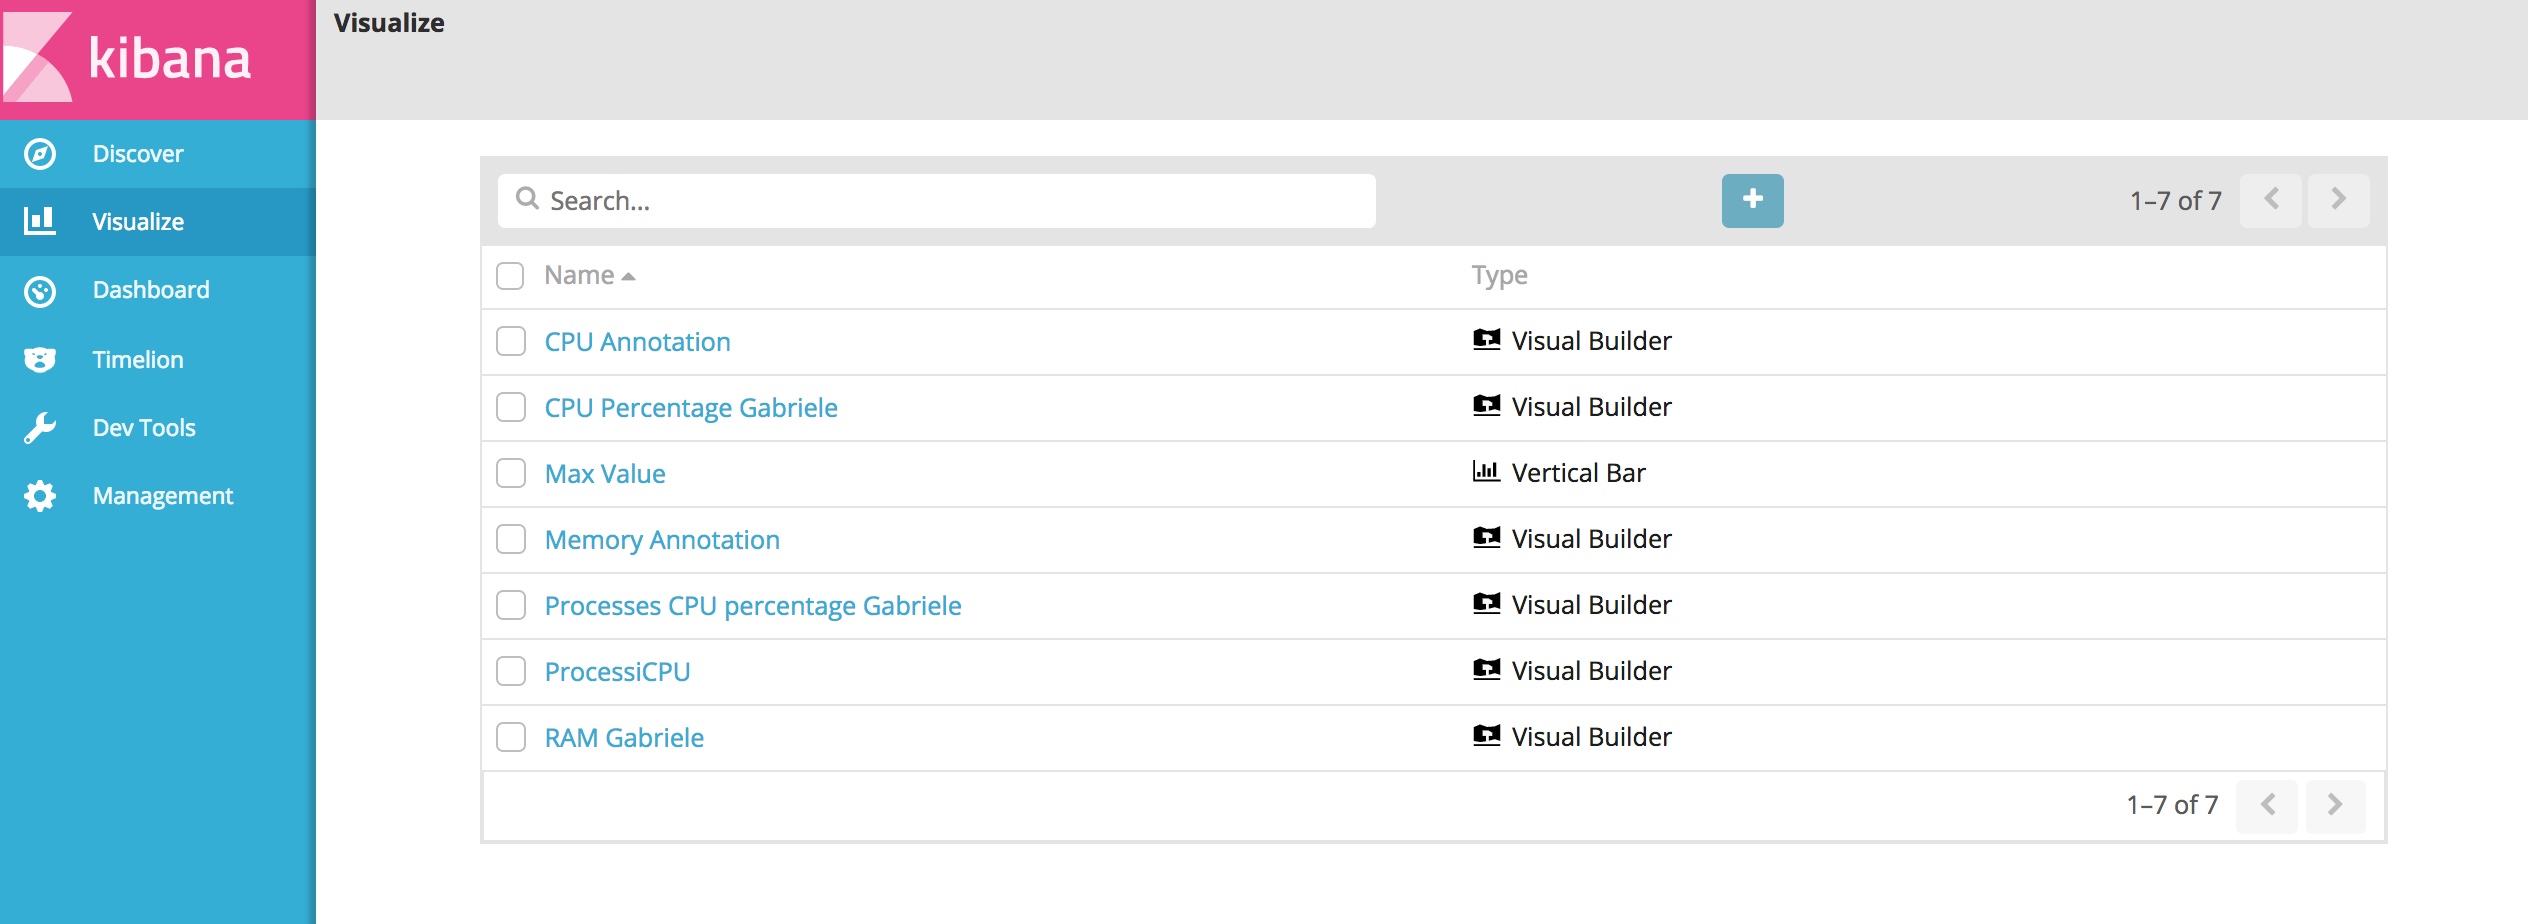 kibana
Visualize
Discover
Visualize
Dashboard
Timelion
Dev Tools
Management
Search...
1–7 of 7
Name Type
CPU Annotation Visual Builder
CPU Percentage Gabriele Visual Builder
Max Value Vertical Bar
Memory Annotation Visual Builder
Processes CPU percentage Gabriele Visual Builder
ProcessiCPU Visual Builder
RAM Gabriele Visual Builder
1–7 of 7